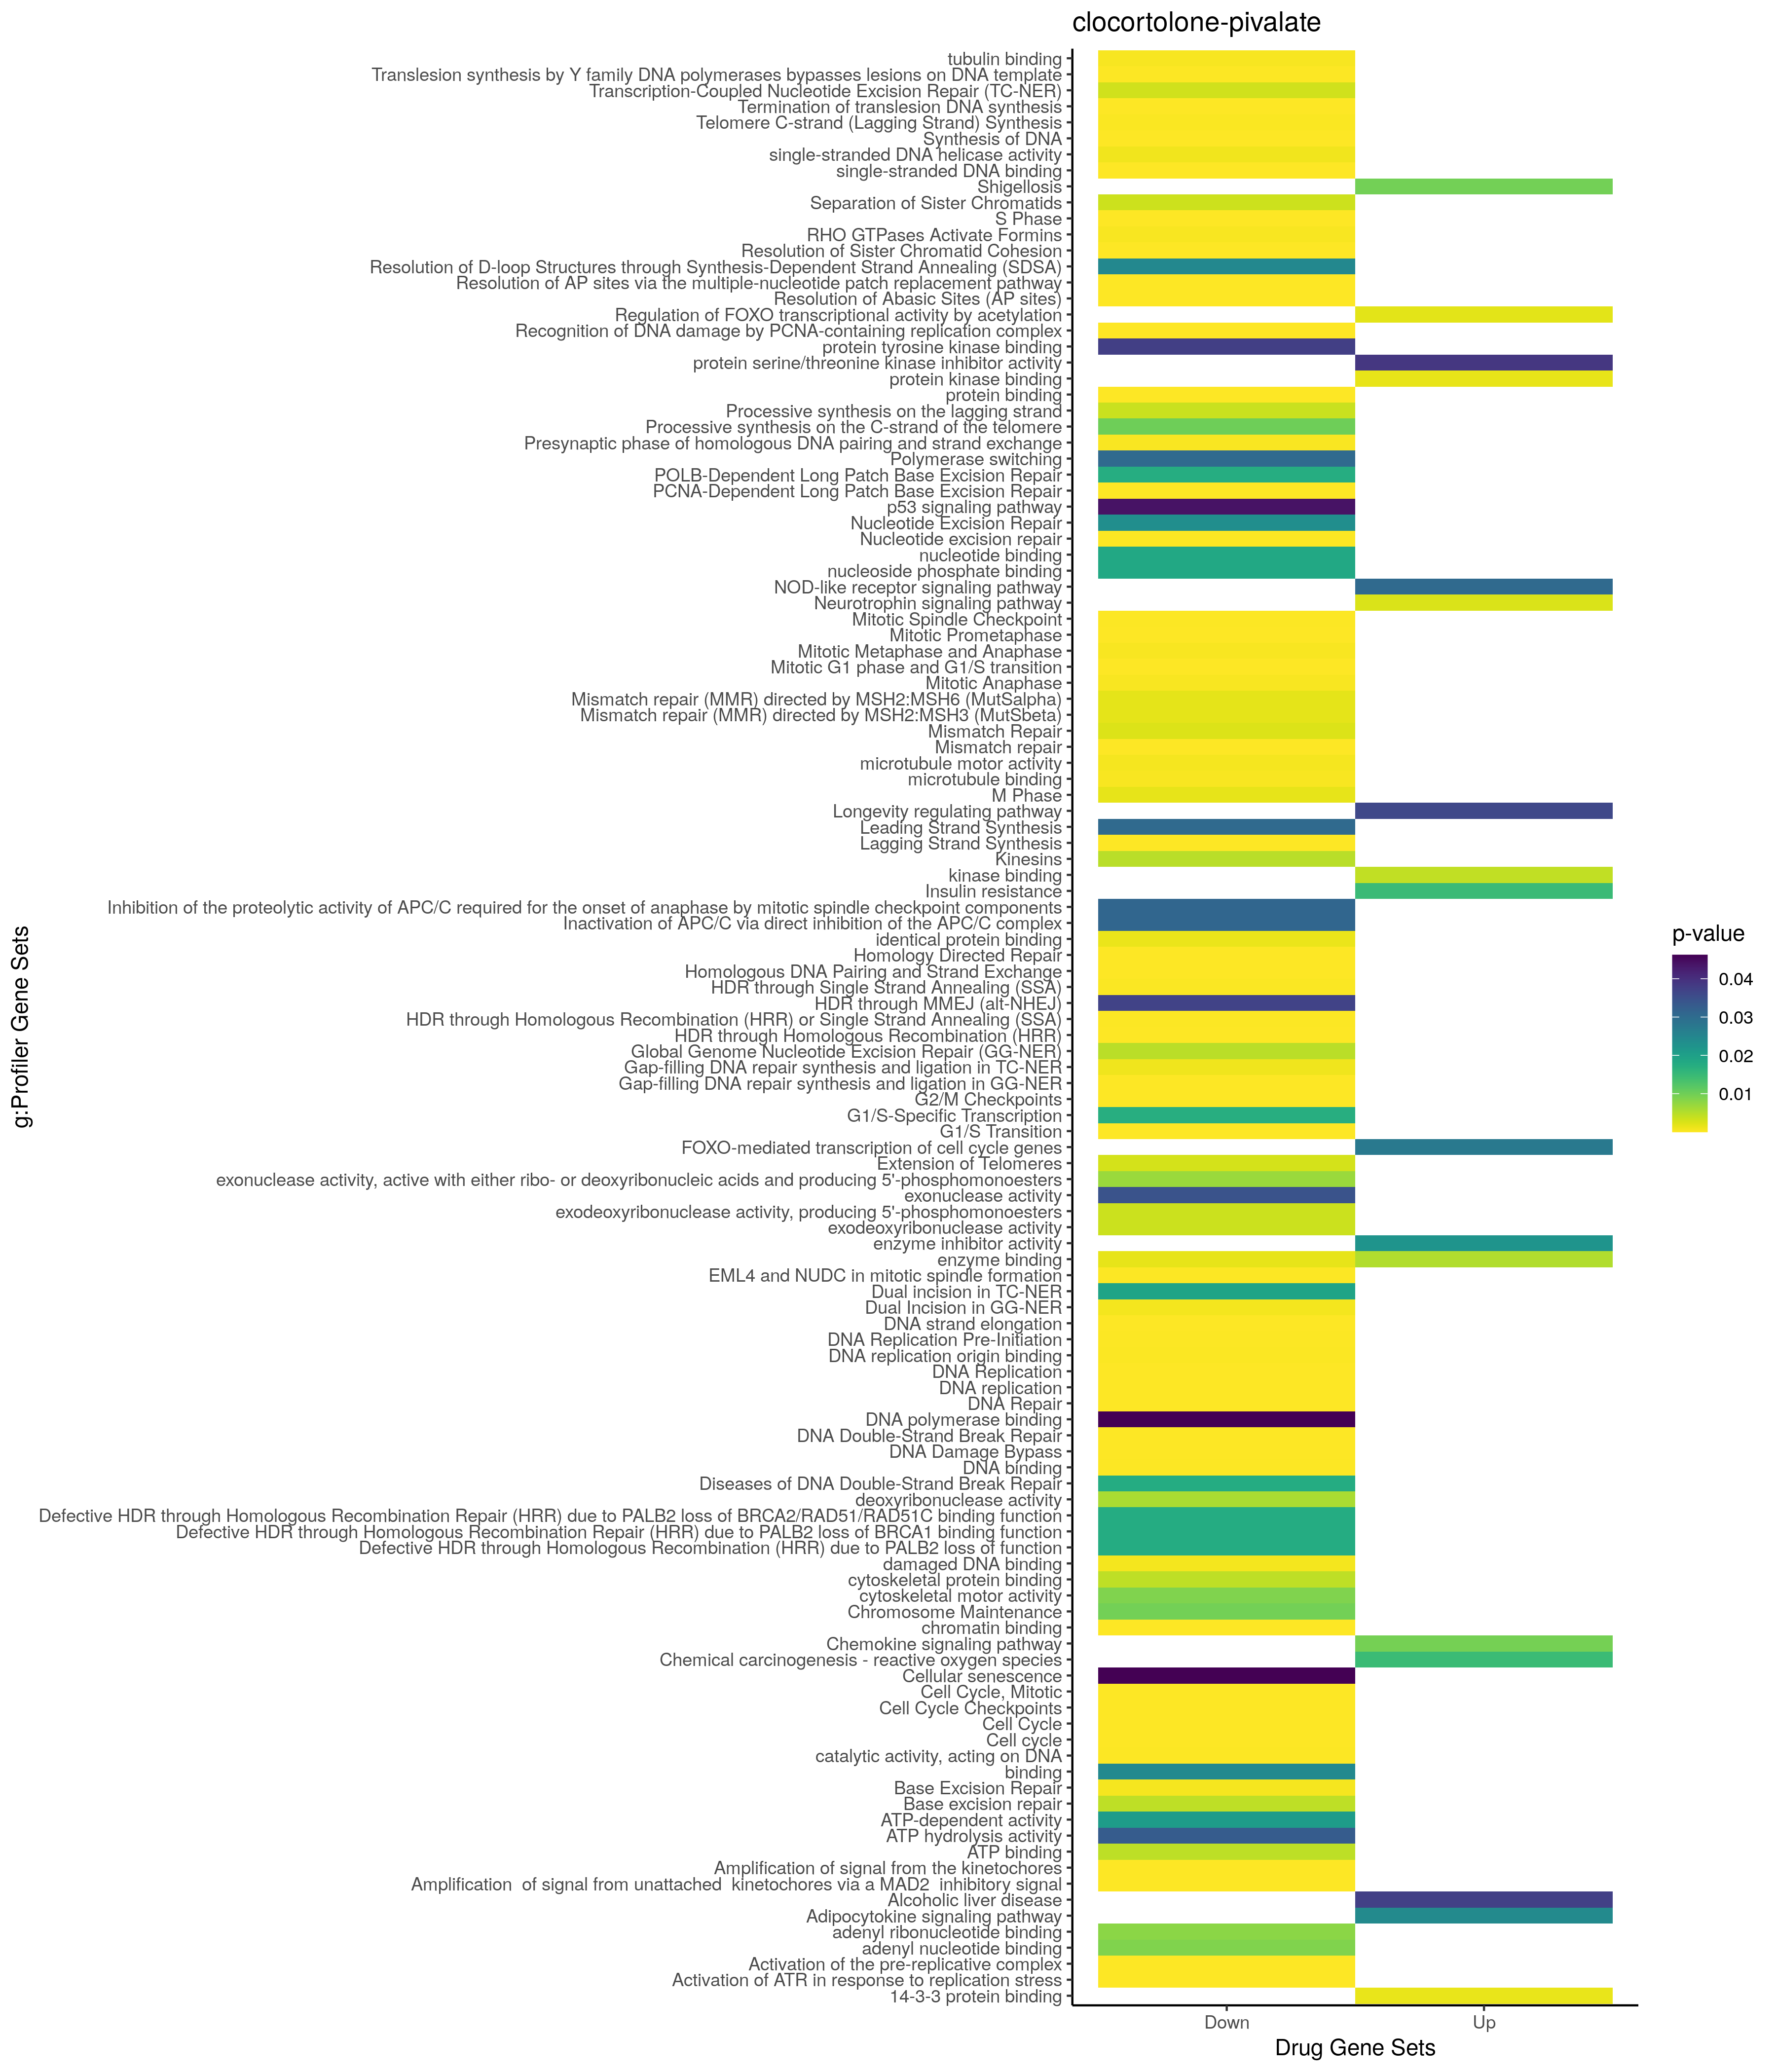 clocortolone-pivalate
tubulin binding
Translesion synthesis by Y family DNA polymerases bypasses lesions on DNA template
Transcription-Coupled Nucleotide Excision Repair (TC-NER)
Termination of translesion DNA synthesis
Telomere C-strand (Lagging Strand) Synthesis
Synthesis of DNA
single-stranded DNA helicase activity
single-stranded DNA binding
Shigellosis
Separation of Sister Chromatids
S Phase
RHO GTPases Activate Formins
Resolution of Sister Chromatid Cohesion
Resolution of D-loop Structures through Synthesis-Dependent Strand Annealing (SDSA)
Resolution of AP sites via the multiple-nucleotide patch replacement pathway
Resolution of Abasic Sites (AP sites)
Regulation of FOXO transcriptional activity by acetylation
Recognition of DNA damage by PCNA-containing replication complex
protein tyrosine kinase binding
protein serine/threonine kinase inhibitor activity
protein kinase binding
protein binding
Processive synthesis on the lagging strand
Processive synthesis on the C-strand of the telomere
Presynaptic phase of homologous DNA pairing and strand exchange
Polymerase switching
POLB-Dependent Long Patch Base Excision Repair
PCNA-Dependent Long Patch Base Excision Repair
p53 signaling pathway
Nucleotide Excision Repair
Nucleotide excision repair
nucleotide binding
nucleoside phosphate binding
NOD-like receptor signaling pathway
Neurotrophin signaling pathway
Mitotic Spindle Checkpoint
Mitotic Prometaphase
Mitotic Metaphase and Anaphase
Mitotic G1 phase and G1/S transition
Mitotic Anaphase
Mismatch repair (MMR) directed by MSH2:MSH6 (MutSalpha)
Mismatch repair (MMR) directed by MSH2:MSH3 (MutSbeta)
Mismatch Repair
Mismatch repair
microtubule motor activity
microtubule binding
M Phase
Longevity regulating pathway
Leading Strand Synthesis
Lagging Strand Synthesis
Kinesins
kinase binding
Insulin resistance
Inhibition of the proteolytic activity of APC/C required for the onset of anaphase by mitotic spindle checkpoint components
Inactivation of APC/C via direct inhibition of the APC/C complex
identical protein binding
Homology Directed Repair
Homologous DNA Pairing and Strand Exchange
HDR through Single Strand Annealing (SSA)
HDR through MMEJ (alt-NHEJ)
HDR through Homologous Recombination (HRR) or Single Strand Annealing (SSA)
HDR through Homologous Recombination (HRR)
Global Genome Nucleotide Excision Repair (GG-NER)
Gap-filling DNA repair synthesis and ligation in TC-NER
Gap-filling DNA repair synthesis and ligation in GG-NER
G2/M Checkpoints
G1/S-Specific Transcription
G1/S Transition
FOXO-mediated transcription of cell cycle genes
Extension of Telomeres
exonuclease activity, active with either ribo- or deoxyribonucleic acids and producing 5'-phosphomonoesters
exonuclease activity
exodeoxyribonuclease activity, producing 5'-phosphomonoesters
exodeoxyribonuclease activity
enzyme inhibitor activity
enzyme binding
EML4 and NUDC in mitotic spindle formation
Dual incision in TC-NER
Dual Incision in GG-NER
DNA strand elongation
DNA Replication Pre-Initiation
DNA replication origin binding
DNA Replication
DNA replication
DNA Repair
DNA polymerase binding
DNA Double-Strand Break Repair
DNA Damage Bypass
DNA binding
Diseases of DNA Double-Strand Break Repair
deoxyribonuclease activity
Defective HDR through Homologous Recombination Repair (HRR) due to PALB2 loss of BRCA2/RAD51/RAD51C binding function
Defective HDR through Homologous Recombination Repair (HRR) due to PALB2 loss of BRCA1 binding function
Defective HDR through Homologous Recombination (HRR) due to PALB2 loss of function
damaged DNA binding
cytoskeletal protein binding
cytoskeletal motor activity
Chromosome Maintenance
chromatin binding
Chemokine signaling pathway
Chemical carcinogenesis - reactive oxygen species
Cellular senescence
Cell Cycle, Mitotic
Cell Cycle Checkpoints
Cell Cycle
Cell cycle
catalytic activity, acting on DNA
binding
Base Excision Repair
Base excision repair
ATP-dependent activity
ATP hydrolysis activity
ATP binding
Amplification of signal from the kinetochores
Amplification  of signal from unattached  kinetochores via a MAD2  inhibitory signal
Alcoholic liver disease
Adipocytokine signaling pathway
adenyl ribonucleotide binding
adenyl nucleotide binding
Activation of the pre-replicative complex
Activation of ATR in response to replication stress
14-3-3 protein binding
g:Profiler Gene Sets
Down
Up
Drug Gene Sets
p-value
0.04
0.03
0.02
0.01